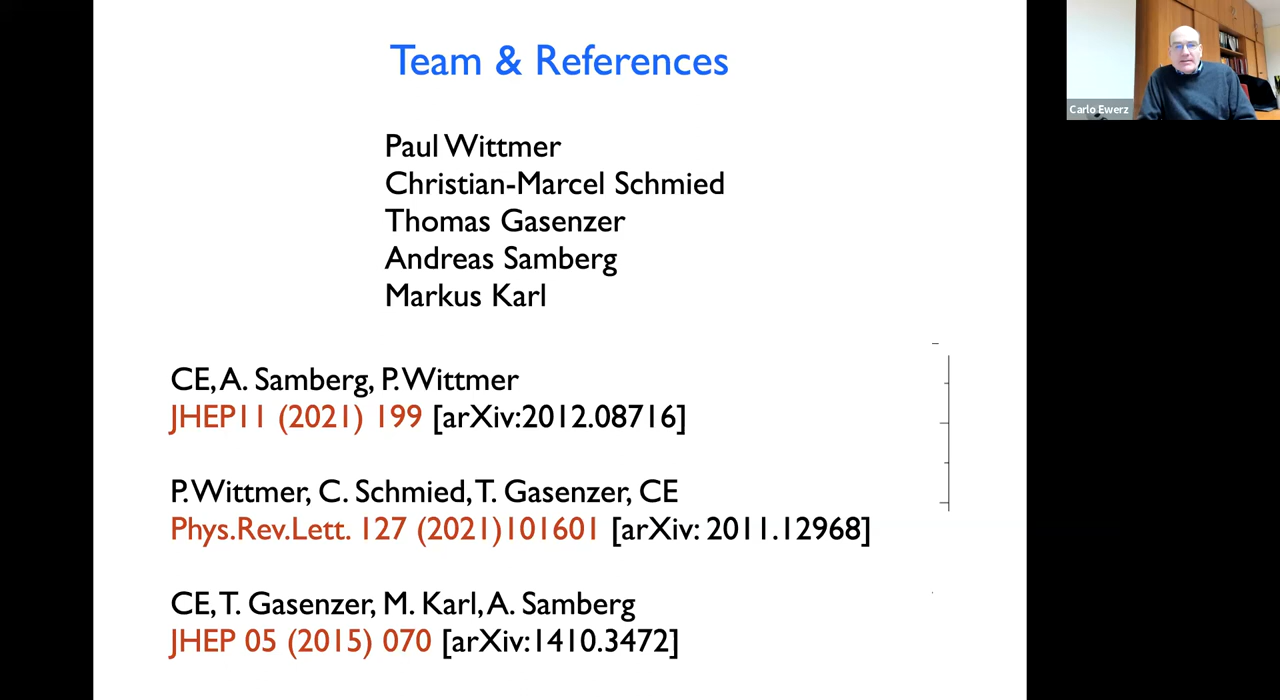 Team & References
Carlo Ewerz
Paul Wittmer
Christian-Marcel Schmied
Thomas Gasenzer
Andreas Samberg
Markus Karl
CE, A. Samberg, P. Wittmer
JHEP11 (2021) 199 [arXiv:2012.08716]
P. Wittmer, C. Schmied, T. Gasenzer, CE
Phys.Rev.Lett. 127 (2021)101601 [arXiv: 2011.12968]
CE, T. Gasenzer, M. Karl, A. Samberg
JHEP 05 (2015) 070 [arXiv:1410.3472]